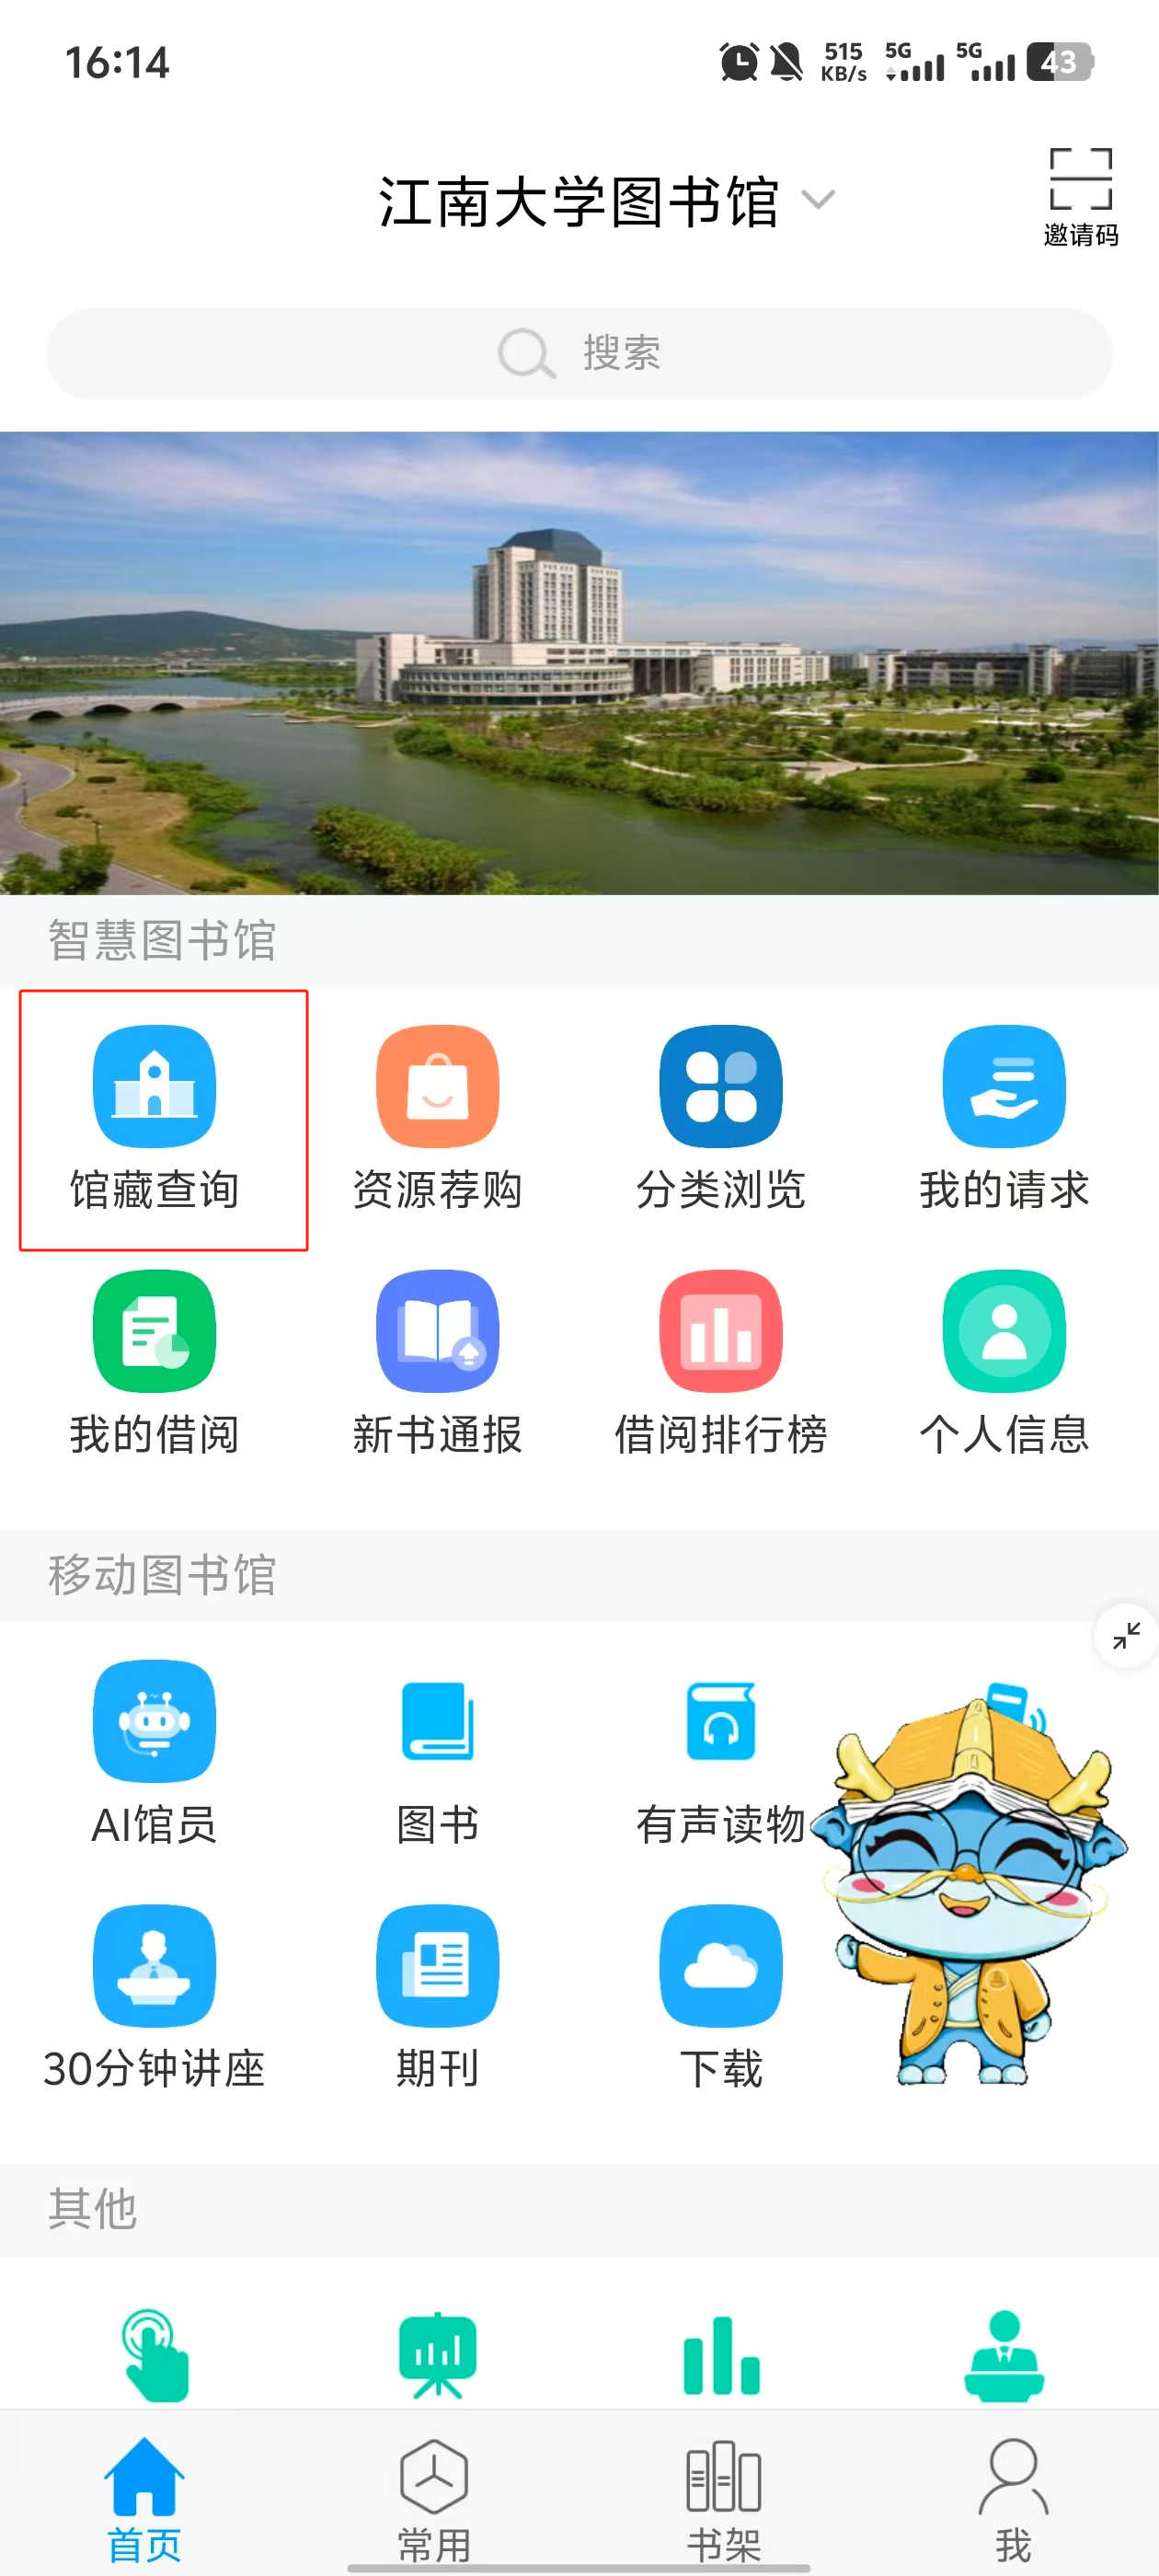 16:14
515 KB/s 5G 5G 43
江南大学图书馆
邀请码
搜索
智慧图书馆
馆藏查询 资源荐购 分类浏览 我的请求
我的借阅 新书通报 借阅排行榜 个人信息
移动图书馆
AI馆员 图书 有声读物
30分钟讲座 期刊 下载
其他
首页 常用 书架 我